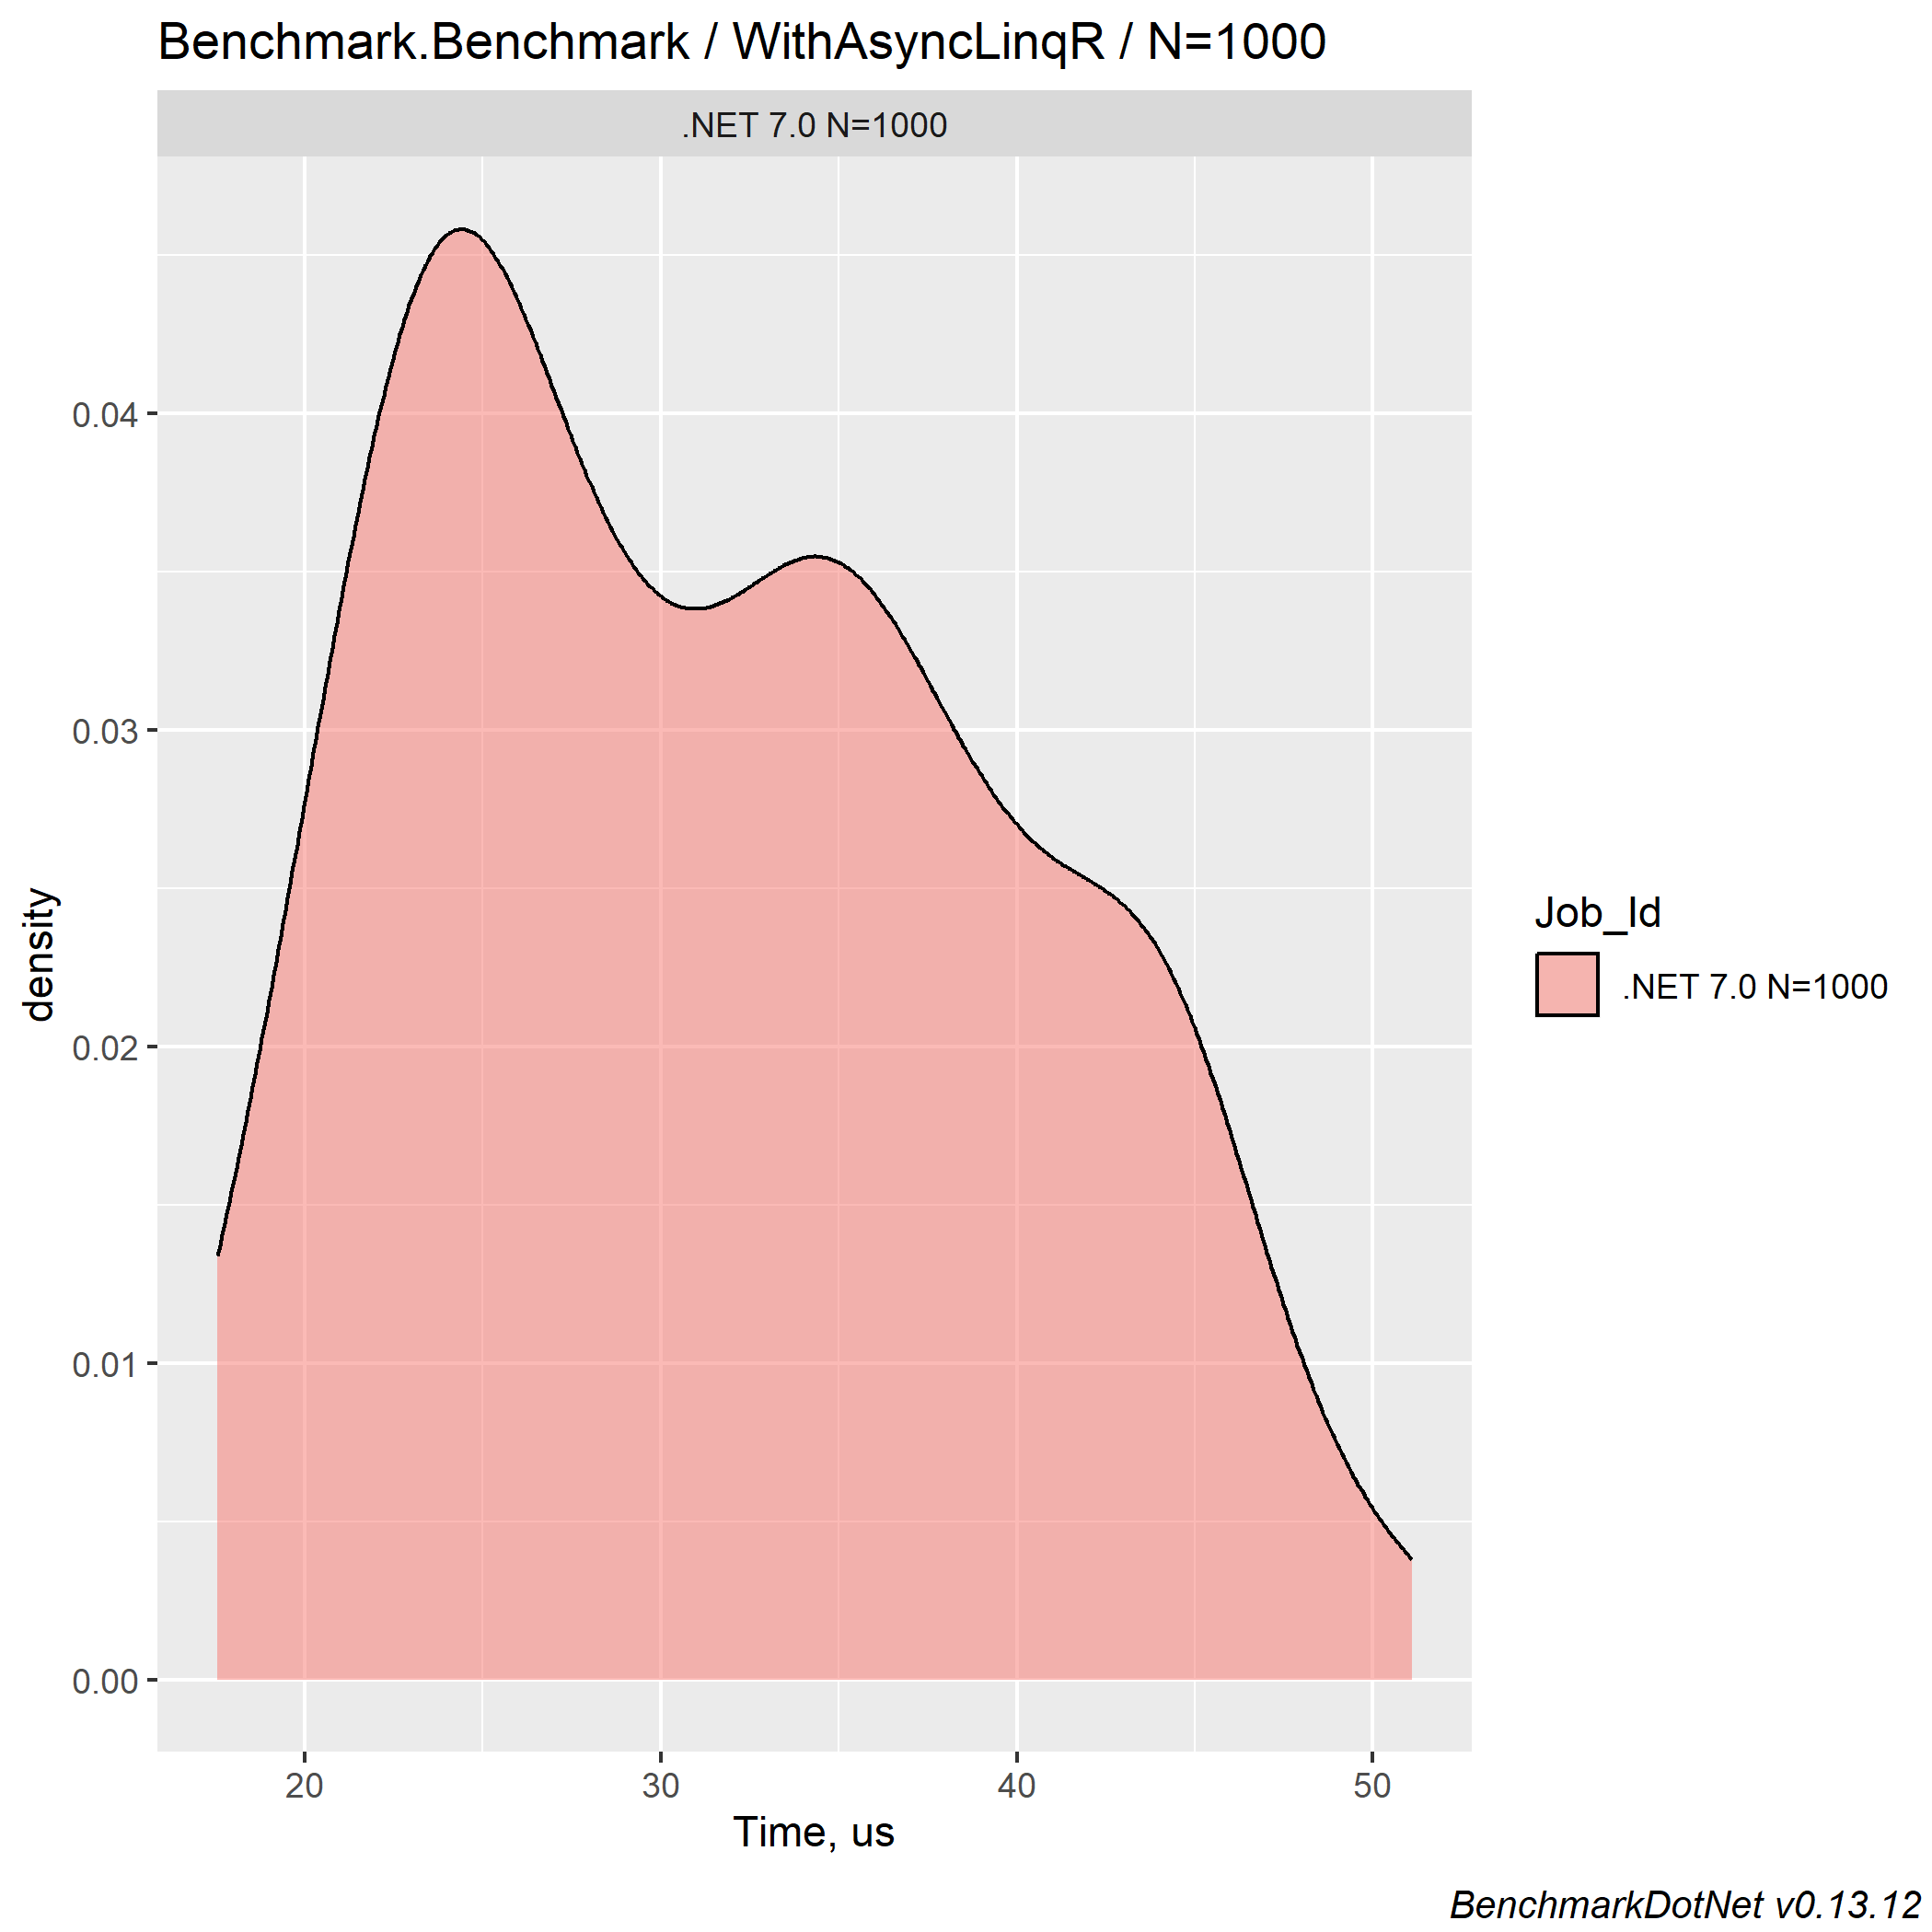 Benchmark.Benchmark / WithAsyncLinqR / N=1000
.NET 7.0 N=1000
0.04
0.03
0.02
0.01
0.00
density
20 30 40 50
Time, us
Job_Id
.NET 7.0 N=1000
BenchmarkDotNet v0.13.12